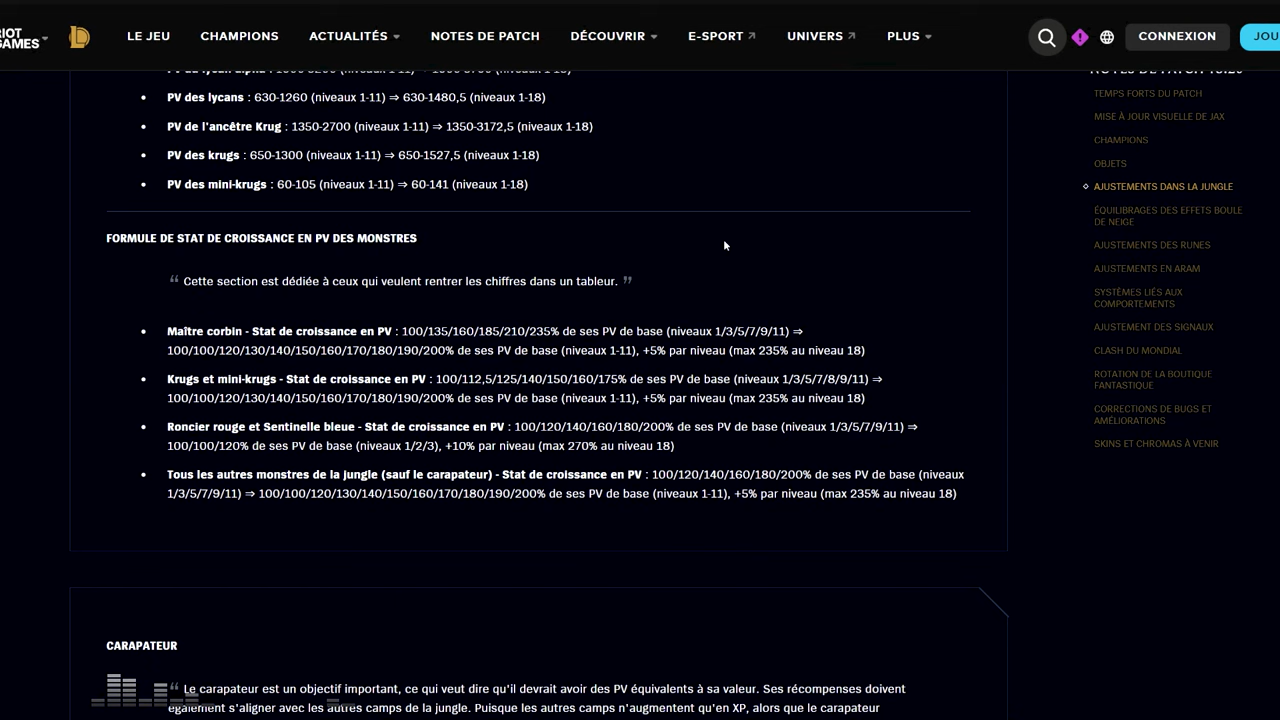 RIOT
GAMES
LE JEU
CHAMPIONS
ACTUALITÉS
NOTES DE PATCH
DÉCOUVRIR
E-SPORT
UNIVERS
PLUS
CONNEXION
JOU
PV des lycans : 630-1260 (niveaux 1-11) ⇒ 630-1480,5 (niveaux 1-18)
PV de l'ancêtre Krug : 1350-2700 (niveaux 1-11) ⇒ 1350-3172,5 (niveaux 1-18)
PV des krugs : 650-1300 (niveaux 1-11) ⇒ 650-1527,5 (niveaux 1-18)
PV des mini-krugs : 60-105 (niveaux 1-11) ⇒ 60-141 (niveaux 1-18)
FORMULE DE STAT DE CROISSANCE EN PV DES MONSTRES
“ Cette section est dédiée à ceux qui veulent rentrer les chiffres dans un tableur. ”
Maître corbin - Stat de croissance en PV : 100/135/160/185/210/235% de ses PV de base (niveaux 1/3/5/7/9/11) ⇒
100/100/120/130/140/150/160/170/180/190/200% de ses PV de base (niveaux 1-11), +5% par niveau (max 235% au niveau 18)
Krugs et mini-krugs - Stat de croissance en PV : 100/112,5/125/140/150/160/175% de ses PV de base (niveaux 1/3/5/7/8/9/11) ⇒
100/100/120/130/140/150/160/170/180/190/200% de ses PV de base (niveaux 1-11), +5% par niveau (max 235% au niveau 18)
Roncier rouge et Sentinelle bleue - Stat de croissance en PV : 100/120/140/160/180/200% de ses PV de base (niveaux 1/3/5/7/9/11) ⇒
100/100/120% de ses PV de base (niveaux 1/2/3), +10% par niveau (max 270% au niveau 18)
Tous les autres monstres de la jungle (sauf le carapateur) - Stat de croissance en PV : 100/120/140/160/180/200% de ses PV de base (niveaux
1/3/5/7/9/11) ⇒ 100/100/120/130/140/150/160/170/180/190/200% de ses PV de base (niveaux 1-11), +5% par niveau (max 235% au niveau 18)
CARAPATEUR
“ Le carapateur est un objectif important, ce qui veut dire qu'il devrait avoir des PV équivalents à sa valeur. Ses récompenses doivent
également s'aligner avec les autres camps de la jungle. Puisque les autres camps n'augmentent qu'en XP, alors que le carapateur
TEMPS FORTS DU PATCH
MISE À JOUR VISUELLE DE JAX
CHAMPIONS
OBJETS
AJUSTEMENTS DANS LA JUNGLE
ÉQUILIBRAGES DES EFFETS BOULE
DE NEIGE
AJUSTEMENTS DES RUNES
AJUSTEMENTS EN ARAM
SYSTÈMES LIÉS AUX
COMPORTEMENTS
AJUSTEMENT DES SIGNAUX
CLASH DU MONDIAL
ROTATION DE LA BOUTIQUE
FANTASTIQUE
CORRECTIONS DE BUGS ET
AMÉLIORATIONS
SKINS ET CHROMAS À VENIR